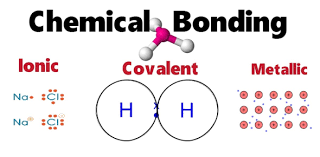 Chemical Bonding
Ionic
Covalent
Metallic
Na Cl
Na Cl
H H